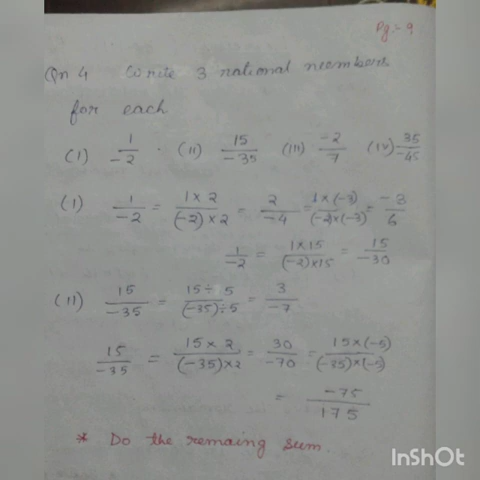 Pg:- 9
Qn 4 Write 3 rational neembers
for each
(I) 1/-2 . (II) 15/-35 (III) -2/7 (IV) 35/-45
(I) 1/-2 = 1 x 2/(-2) x 2 = 2/-4 = 1 x (-3)/(-2) x (-3) = -3/6
1/-2 = 1 x 15/(-2) x 15 = 15/-30
(II) 15/-35 = 15 ÷ 5/(-35) ÷ 5 = 3/-7
15/-35 = 15 x 2/(-35) x 2 = 30/-70 = 15 x (-5)/(-35) x (-5)
= -75/175
* Do the remaing sum.
InShOt